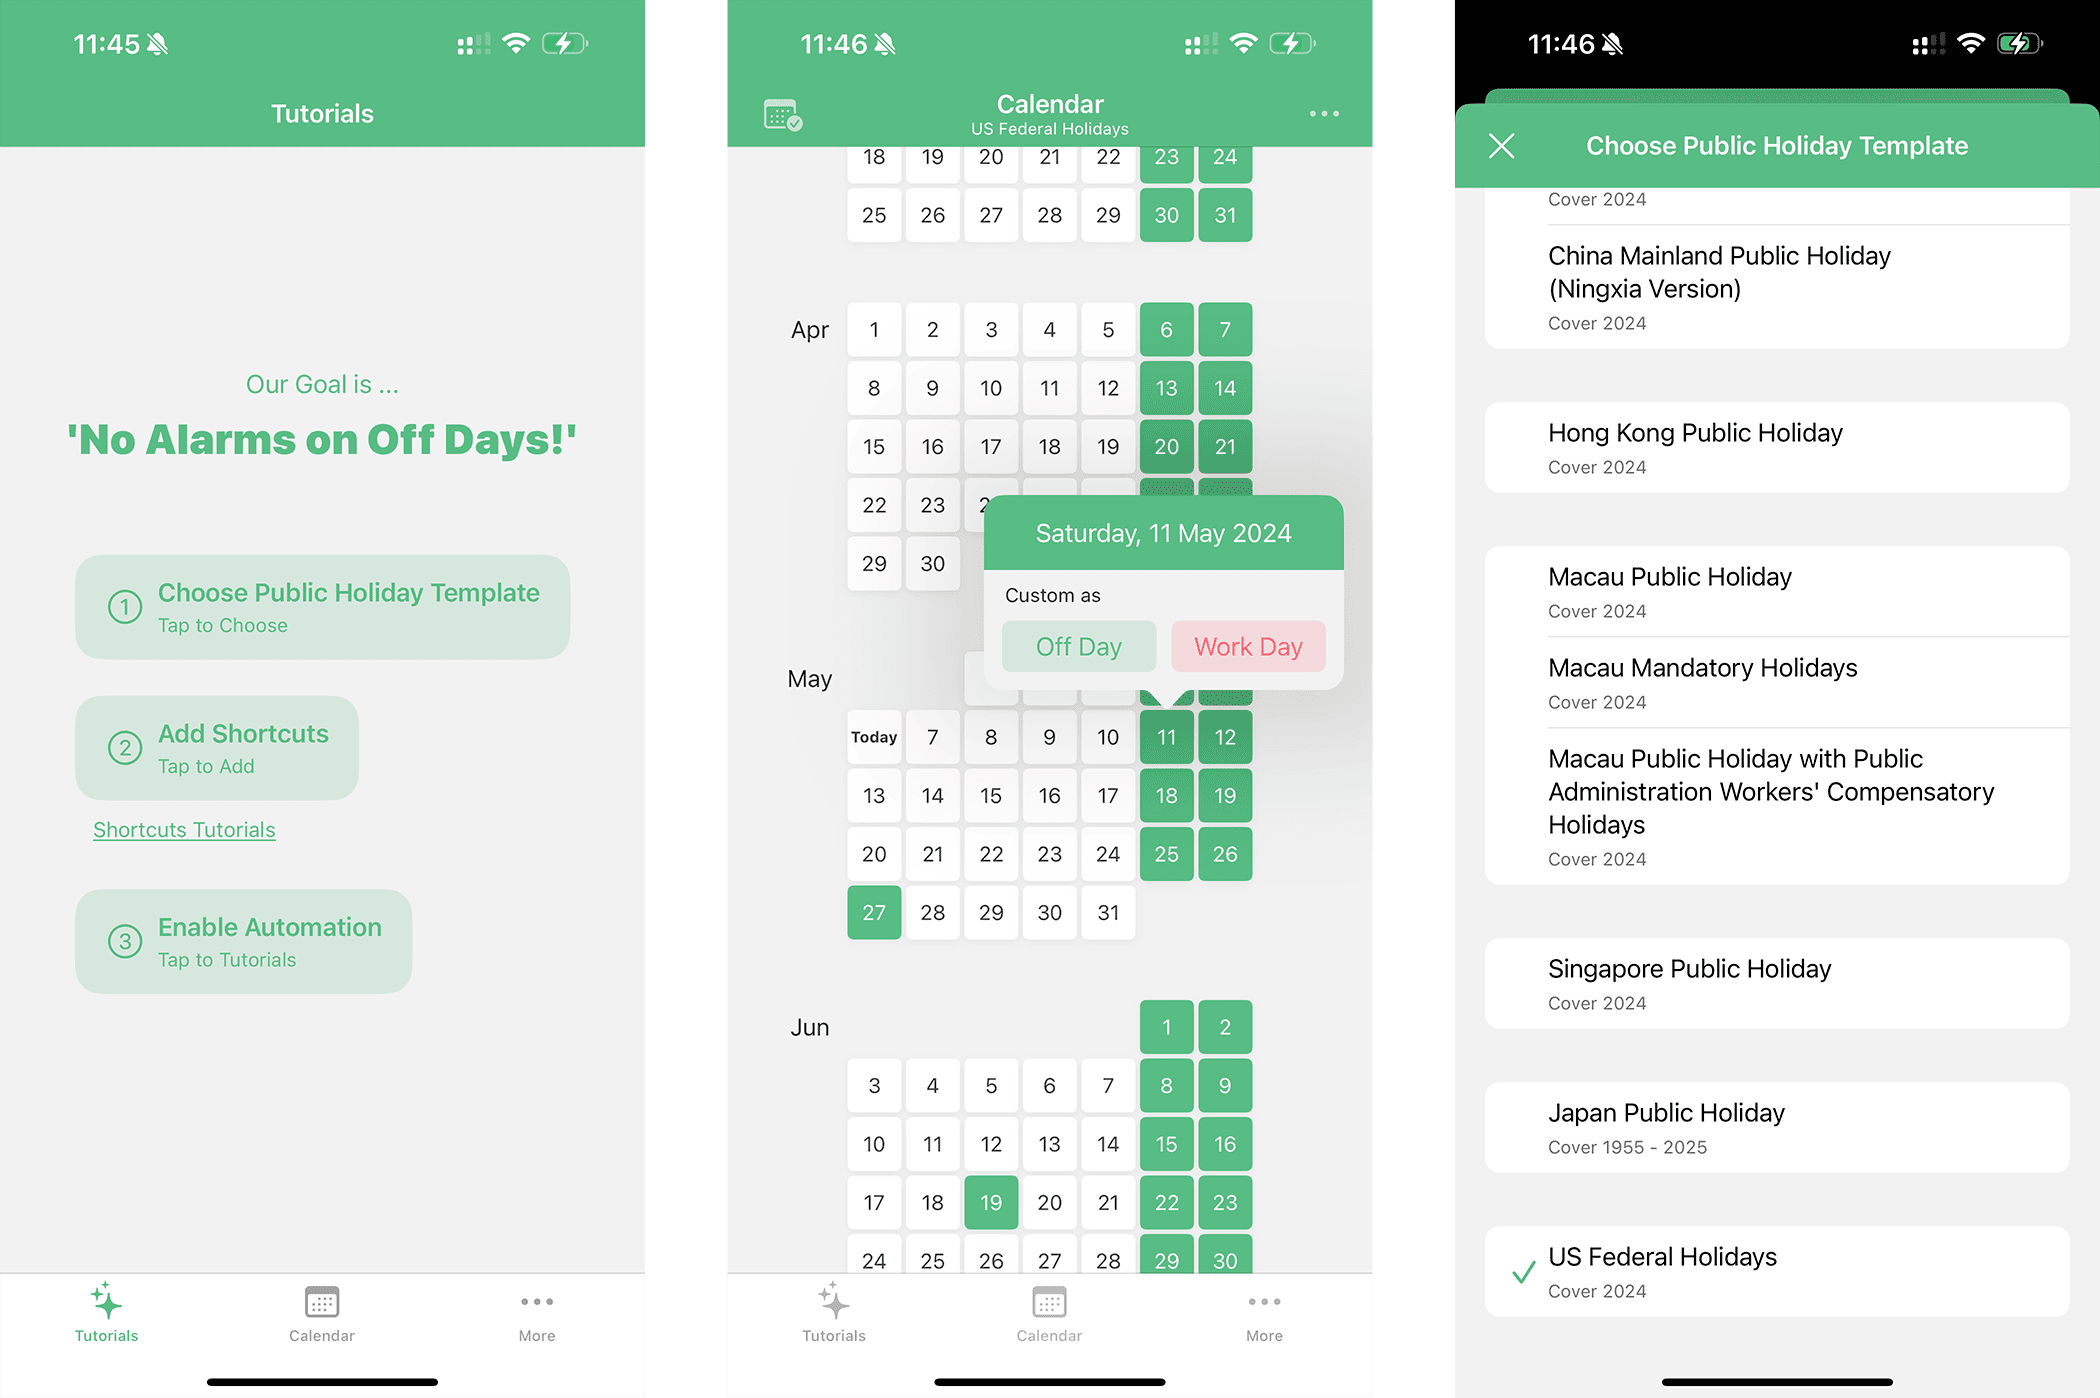 11:45
Tutorials
Our Goal is ...
'No Alarms on Off Days!'
1 Choose Public Holiday Template
Tap to Choose
2 Add Shortcuts
Tap to Add
Shortcuts Tutorials
3 Enable Automation
Tap to Tutorials
Tutorials Calendar More
11:46
Calendar
US Federal Holidays
18 19 20 21 22 23 24
25 26 27 28 29 30 31
Apr 1 2 3 4 5 6 7
8 9 10 11 12 13 14
15 16 17 18 19 20 21
22 23
29 30
Saturday, 11 May 2024
Custom as
Off Day Work Day
May
Today 7 8 9 10 11 12
13 14 15 16 17 18 19
20 21 22 23 24 25 26
27 28 29 30 31
Jun 1 2
3 4 5 6 7 8 9
10 11 12 13 14 15 16
17 18 19 20 21 22 23
24 25 26 27 28 29 30
Tutorials Calendar More
11:46
Choose Public Holiday Template
Cover 2024
China Mainland Public Holiday
(Ningxia Version)
Cover 2024
Hong Kong Public Holiday
Cover 2024
Macau Public Holiday
Cover 2024
Macau Mandatory Holidays
Cover 2024
Macau Public Holiday with Public
Administration Workers' Compensatory
Holidays
Cover 2024
Singapore Public Holiday
Cover 2024
Japan Public Holiday
Cover 1955 - 2025
US Federal Holidays
Cover 2024